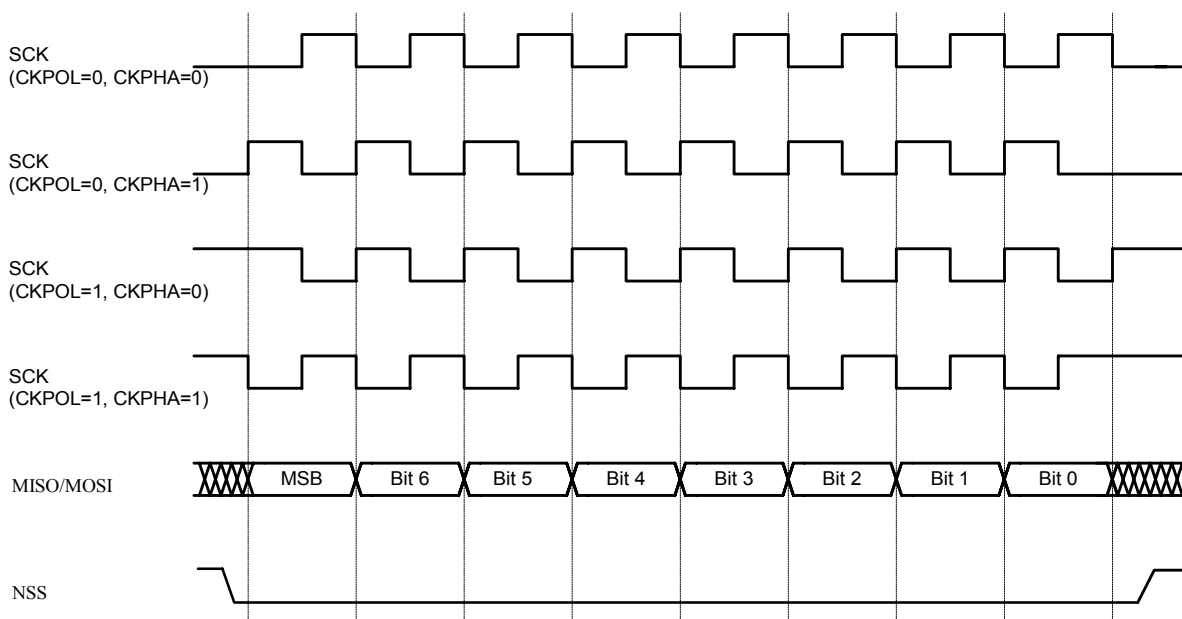 SCK
(CKPOL=0, CKPHA=0)
SCK
(CKPOL=0, CKPHA=1)
SCK
(CKPOL=1, CKPHA=0)
SCK
(CKPOL=1, CKPHA=1)
MISO/MOSI
MSB Bit 6 Bit 5 Bit 4 Bit 3 Bit 2 Bit 1 Bit 0
NSS